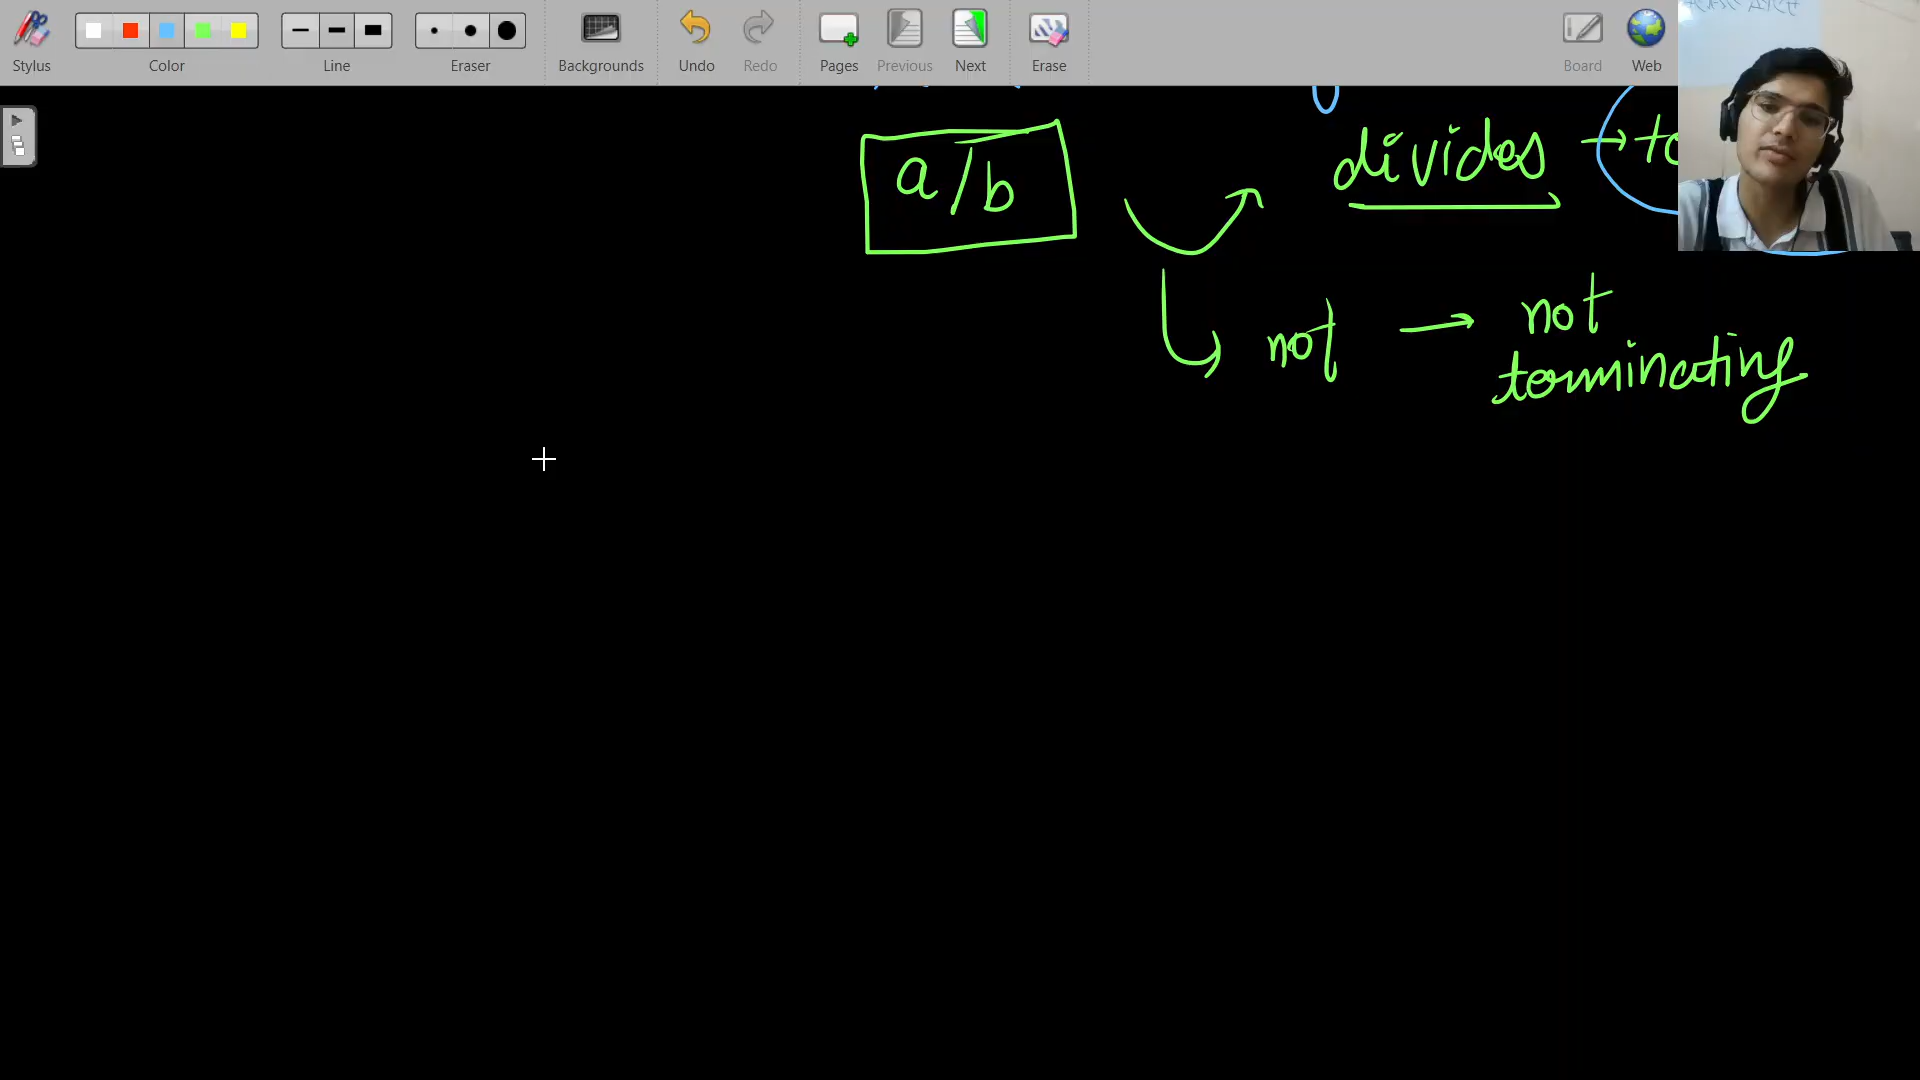 Stylus
Color
Line
Eraser
Backgrounds
Undo
Redo
Pages
Previous
Next
Erase
Board
Web
a/b
divides →
not → not
terminating